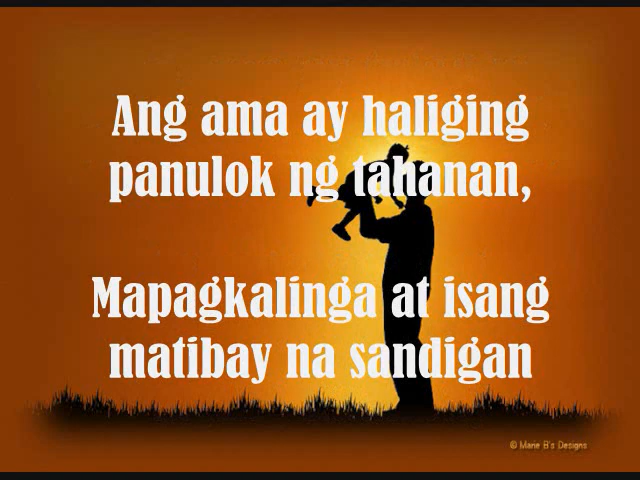 Ang ama ay haliging
panulok ng tahanan,
Mapagkalinga at isang
matibay na sandigan
© Marie B's Designs